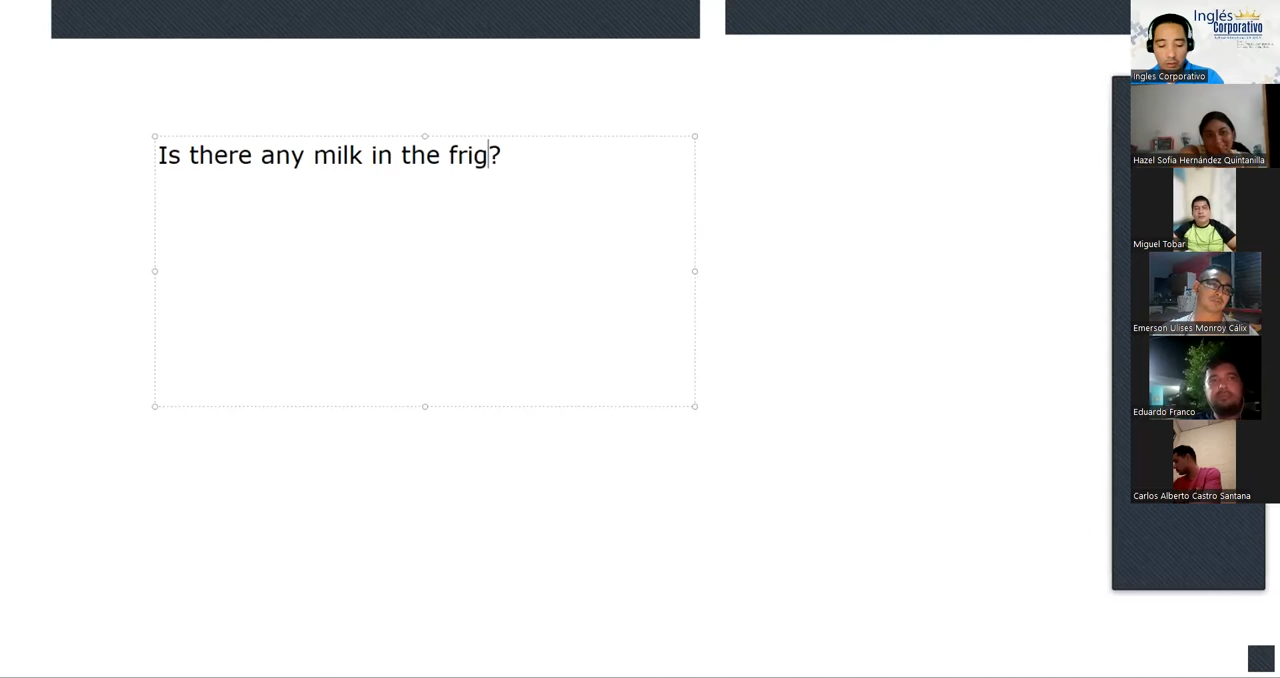 Is there any milk in the frig?
Inglés
Corporativo
Ingles Corporativo
Hazel Sofia Hernández Quintanilla
Miguel Tobar
Emerson Ulises Monroy Cálix
Eduardo Franco
Carlos Alberto Castro Santana